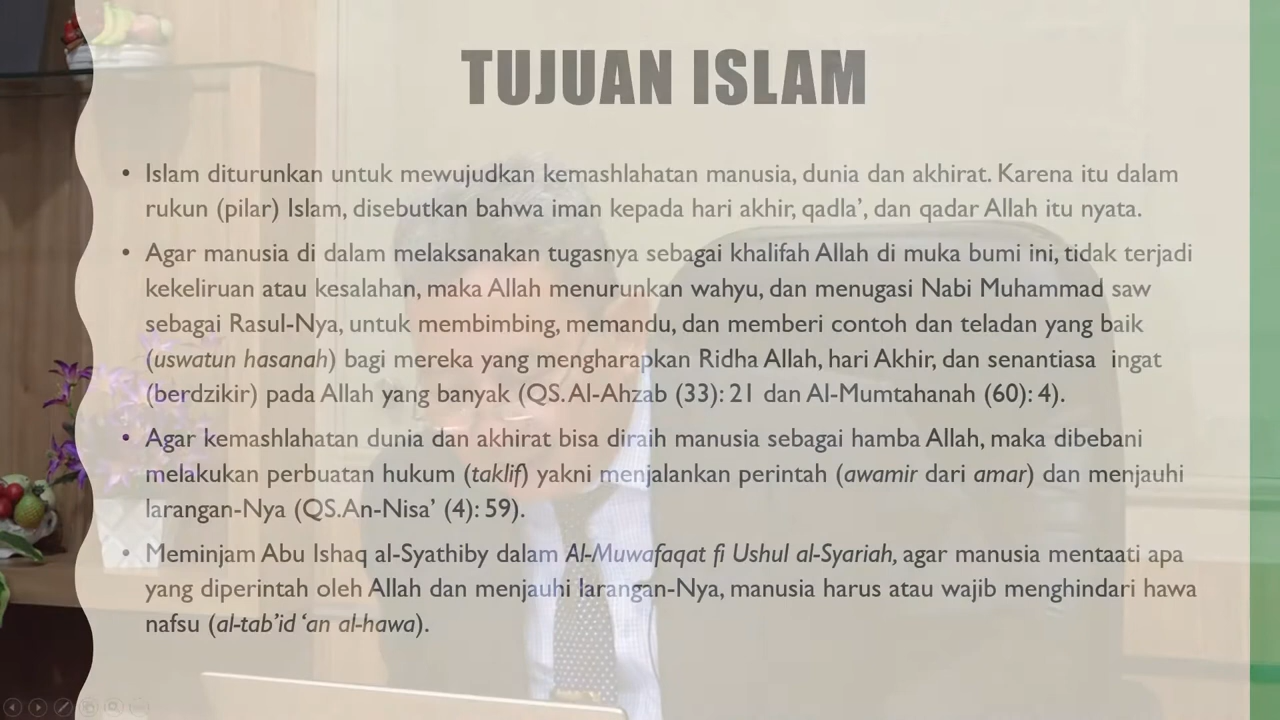 TUJUAN ISLAM
• Islam diturunkan untuk mewujudkan kemashlahatan manusia, dunia dan akhirat. Karena itu dalam
rukun (pilar) Islam, disebutkan bahwa iman kepada hari akhir, qadla’, dan qadar Allah itu nyata.
• Agar manusia di dalam melaksanakan tugasnya sebagai khalifah Allah di muka bumi ini, tidak terjadi
kekeliruan atau kesalahan, maka Allah menurunkan wahyu, dan menugasi Nabi Muhammad saw
sebagai Rasul-Nya, untuk membimbing, memandu, dan memberi contoh dan teladan yang baik
(uswatun hasanah) bagi mereka yang mengharapkan Ridha Allah, hari Akhir, dan senantiasa ingat
(berdzikir) pada Allah yang banyak (QS. Al-Ahzab (33): 21 dan Al-Mumtahanah (60): 4).
• Agar kemashlahatan dunia dan akhirat bisa diraih manusia sebagai hamba Allah, maka dibebani
melakukan perbuatan hukum (taklif) yakni menjalankan perintah (awamir dari amar) dan menjauhi
larangan-Nya (QS.An-Nisa’ (4): 59).
• Meminjam Abu Ishaq al-Syathiby dalam Al-Muwafaqat fi Ushul al-Syariah, agar manusia mentaati apa
yang diperintah oleh Allah dan menjauhi larangan-Nya, manusia harus atau wajib menghindari hawa
nafsu (al-tab’id ‘an al-hawa).